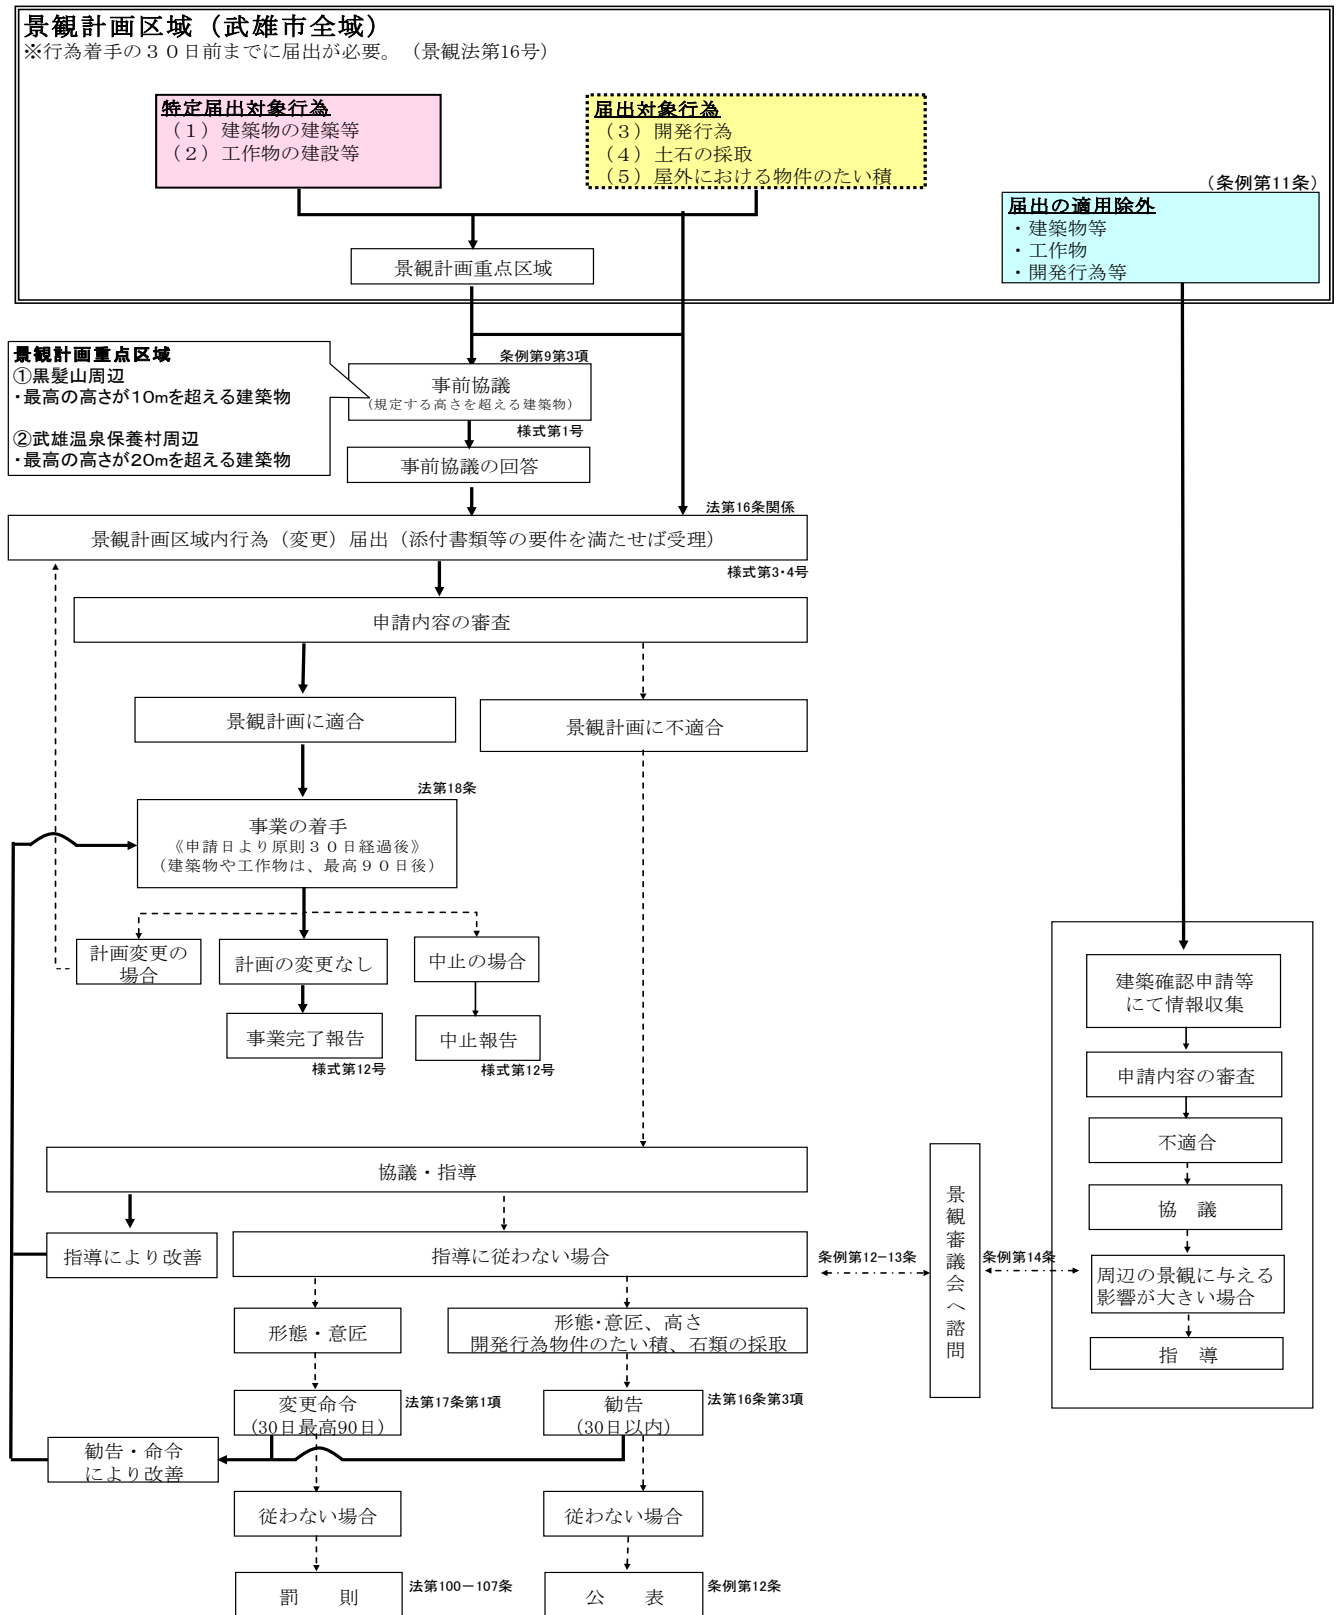 景観計画区域（武雄市全域）
※行為着手の３０日前までに届出が必要。（景観法第16号）
特定届出対象行為
（１）建築物の建築等
（２）工作物の建設等
届出対象行為
（３）開発行為
（４）土石の採取
（５）屋外における物件のたい積
（条例第11条）
届出の適用除外
・建築物等
・工作物
・開発行為等
景観計画重点区域
景観計画重点区域
①黒髪山周辺
・最高の高さが１０ｍを超える建築物
②武雄温泉保養村周辺
・最高の高さが２０ｍを超える建築物
条例第9第3項
事前協議
（規定する高さを超える建築物）
様式第1号
事前協議の回答
法第16条関係
景観計画区域内行為（変更）届出（添付書類等の要件を満たせば受理）
様式第3・4号
申請内容の審査
景観計画に適合
景観計画に不適合
法第18条
事業の着手
《申請日より原則３０日経過後》
（建築物や工作物は、最高９０日後）
計画変更の
場合
計画の変更なし
中止の場合
事業完了報告
中止報告
様式第12号
様式第12号
建築確認申請等
にて情報収集
申請内容の審査
不適合
協　議
周辺の景観に与える
影響が大きい場合
指　導
協議・指導
景観審議会へ諮問
指導により改善
指導に従わない場合
条例第12－13条
条例第14条
形態・意匠
形態・意匠、高さ
開発行為物件のたい積、石類の採取
変更命令
（30日最高90日）
法第17条第1項
勧告
（30日以内）
法第16条第3項
勧告・命令
により改善
従わない場合
従わない場合
罰　則
法第100－107条
公　表
条例第12条